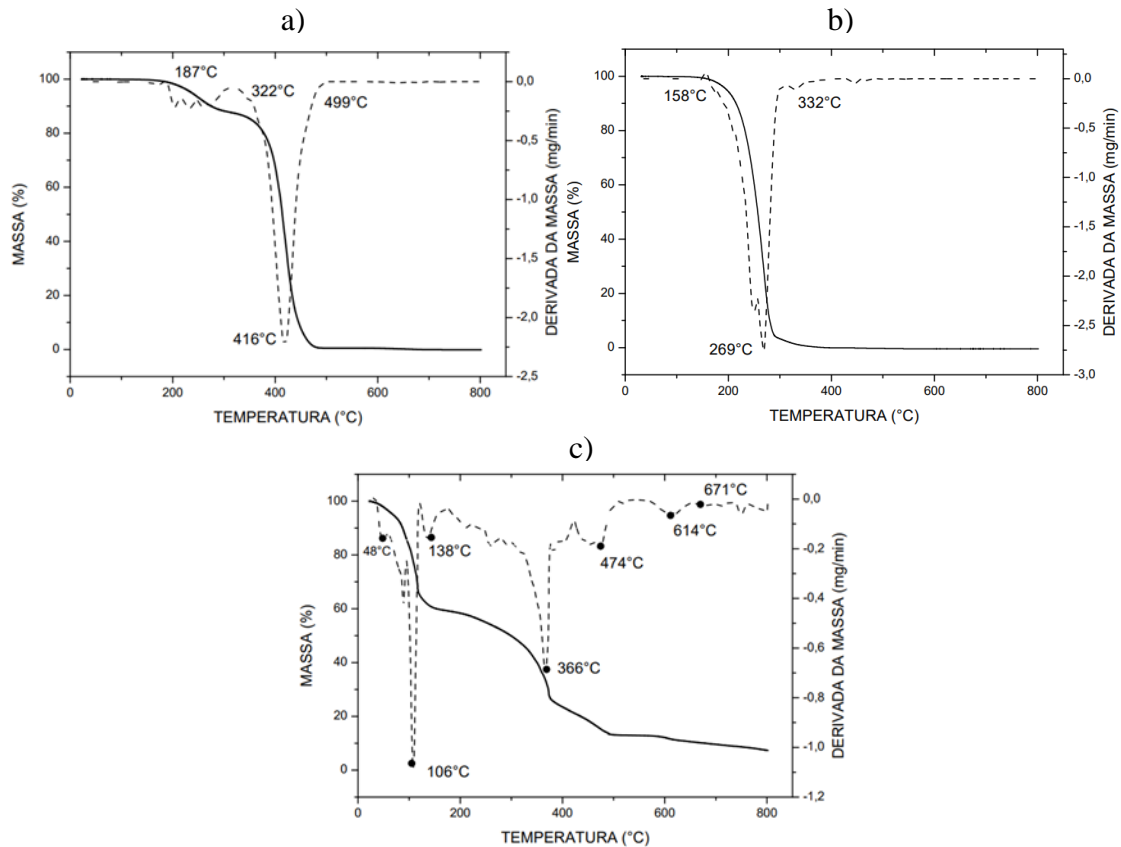 a)
187°C
322°C
499°C
416°C
100
80
60
40
20
0
MASSA (%)
0,0
-0,5
-1,0
-1,5
-2,0
-2,5
DERIVADA DA MASSA (mg/min)
0
200
400
600
800
TEMPERATURA (°C)
b)
158°C
332°C
269°C
100
80
60
40
20
0
MASSA (%)
0,0
-0,5
-1,0
-1,5
-2,0
-2,5
-3,0
DERIVADA DA MASSA (mg/min)
0
200
400
600
800
TEMPERATURA (°C)
c)
48°C
138°C
106°C
366°C
474°C
671°C
614°C
100
80
60
40
20
0
MASSA (%)
0,0
-0,2
-0,4
-0,6
-0,8
-1,0
-1,2
DERIVADA DA MASSA (mg/min)
0
200
400
600
800
TEMPERATURA (°C)